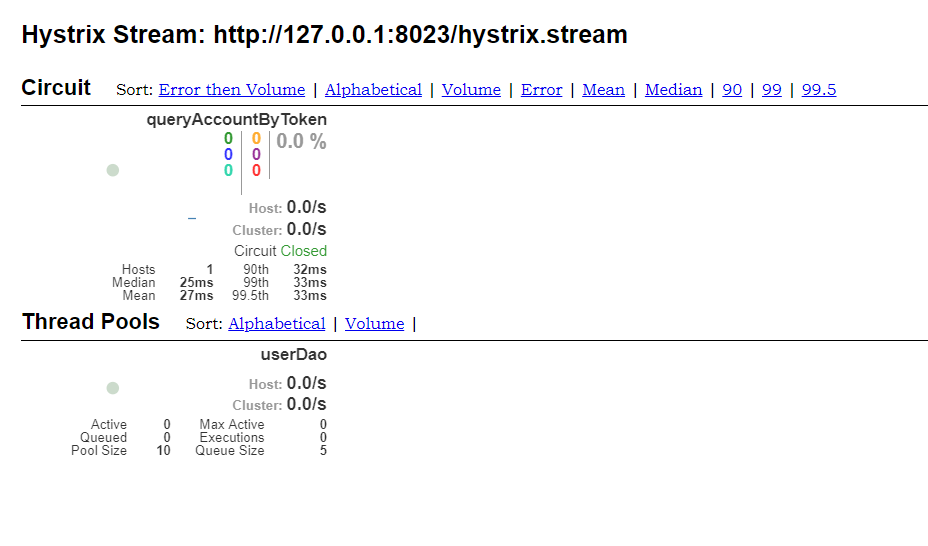 Hystrix Stream: http://127.0.0.1:8023/hystrix.stream
Circuit Sort: Error then Volume | Alphabetical | Volume | Error | Mean | Median | 90 | 99 | 99.5
queryAccountByToken
0 0 0.0 %
0 0
0 0
Host: 0.0/s
Cluster: 0.0/s
Circuit Closed
Hosts 1 90th 32ms
Median 25ms 99th 33ms
Mean 27ms 99.5th 33ms
Thread Pools Sort: Alphabetical | Volume |
userDao
Host: 0.0/s
Cluster: 0.0/s
Active 0 Max Active 0
Queued 0 Executions 0
Pool Size 10 Queue Size 5